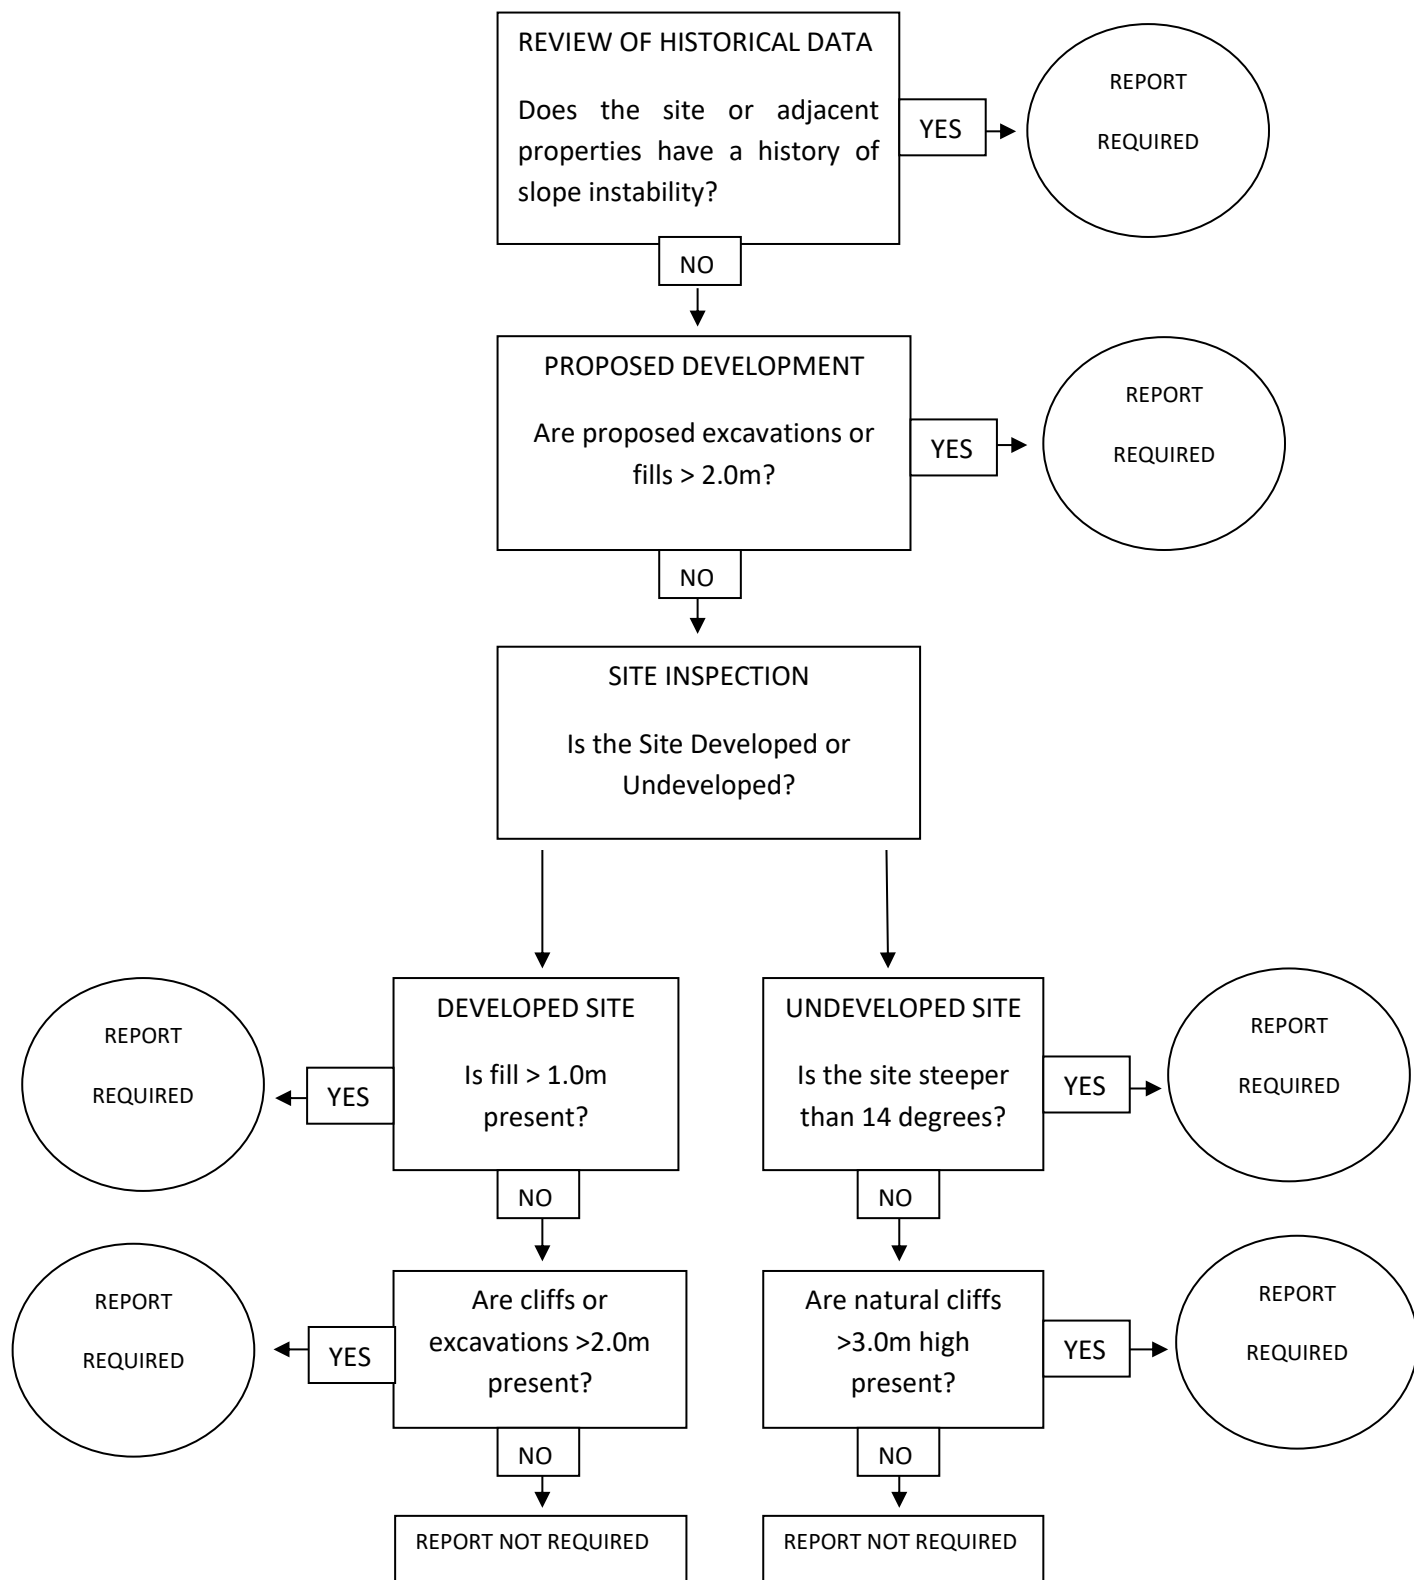 REVIEW OF HISTORICAL DATA
Does the site or adjacent
properties have a history of
slope instability?
YES
REPORT
REQUIRED
NO
PROPOSED DEVELOPMENT
Are proposed excavations or
fills > 2.0m?
YES
REPORT
REQUIRED
NO
SITE INSPECTION
Is the Site Developed or
Undeveloped?
DEVELOPED SITE
Is fill > 1.0m
present?
YES
REPORT
REQUIRED
NO
Are cliffs or
excavations >2.0m
present?
YES
REPORT
REQUIRED
NO
REPORT NOT REQUIRED
UNDEVELOPED SITE
Is the site steeper
than 14 degrees?
YES
REPORT
REQUIRED
NO
Are natural cliffs
>3.0m high
present?
YES
REPORT
REQUIRED
NO
REPORT NOT REQUIRED